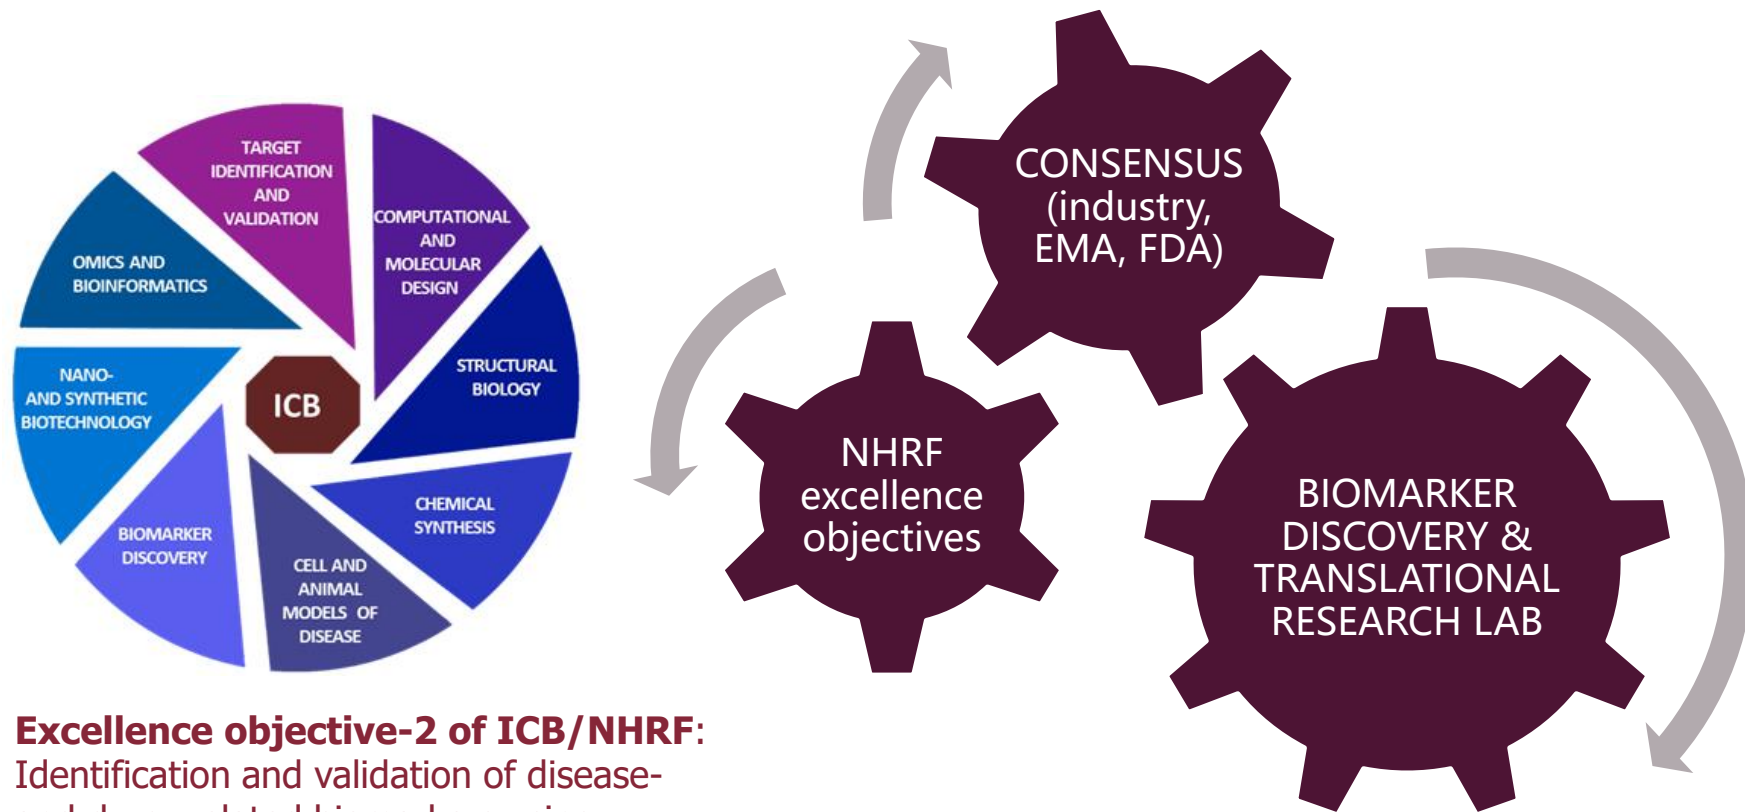 TARGET
IDENTIFICATION
AND
VALIDATION
COMPUTATIONAL
AND
MOLECULAR
DESIGN
STRUCTURAL
BIOLOGY
CHEMICAL
SYNTHESIS
CELL AND
ANIMAL
MODELS OF
DISEASE
BIOMARKER
DISCOVERY
NANO-
AND SYNTHETIC
BIOTECHNOLOGY
OMICS AND
BIOINFORMATICS
ICB
Excellence objective-2 of ICB/NHRF:
Identification and validation of disease-
CONSENSUS
(industry,
EMA, FDA)
NHRF
excellence
objectives
BIOMARKER
DISCOVERY &
TRANSLATIONAL
RESEARCH LAB